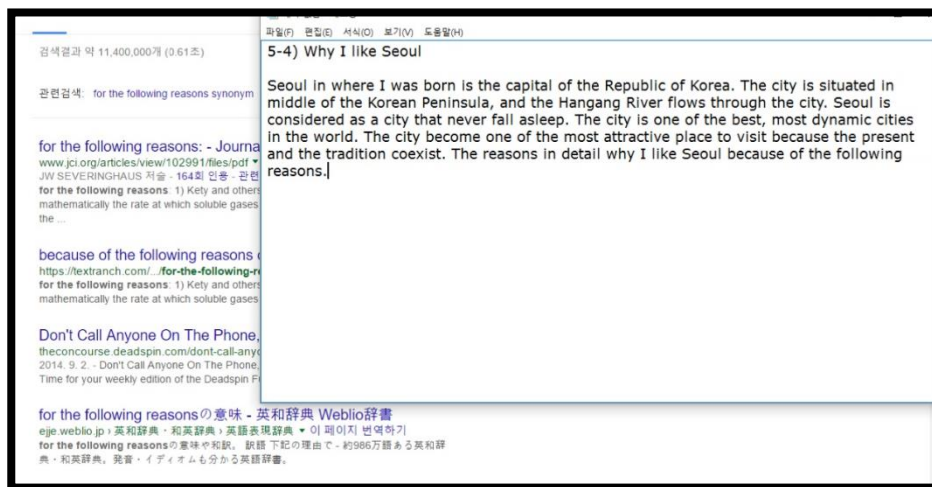 파일(F) 편집(E) 서식(O) 보기(V) 도움말(H)
5-4) Why I like Seoul
Seoul in where I was born is the capital of the Republic of Korea. The city is situated in
middle of the Korean Peninsula, and the Hangang River flows through the city. Seoul is
considered as a city that never fall asleep. The city is one of the best, most dynamic cities
in the world. The city become one of the most attractive place to visit because the present
and the tradition coexist. The reasons in detail why I like Seoul because of the following
reasons.
검색결과 약 11,400,000개 (0.61초)
관련검색: for the following reasons synonym
for the following reasons: - Journa
www.jci.org/articles/view/102991/files/pdf
JW SEVERINGHAUS 저술 - 164회 인용 - 관련
for the following reasons: 1) Kety and others
mathematically the rate at which soluble gases
the ...
because of the following reasons
https://textranch.com/.../for-the-following-re
for the following reasons: 1) Kety and others
mathematically the rate at which soluble gases
Don't Call Anyone On The Phone,
theconcourse.deadspin.com/dont-call-anyo
2014. 9. 2. - Don't Call Anyone On The Phone,
Time for your weekly edition of the Deadspin F
for the following reasonsの意味 - 英和辞典 Weblio辞書
ejje.weblio.jp › 英和辞典・和英辞典 › 英語表現辞典 ▾ 이 페이지 번역하기
for the following reasonsの意味や和訳。 訳語 下記の理由で - 約986万語ある英和辞
典・和英辞典。発音・イディオムも分かる英語辞書。